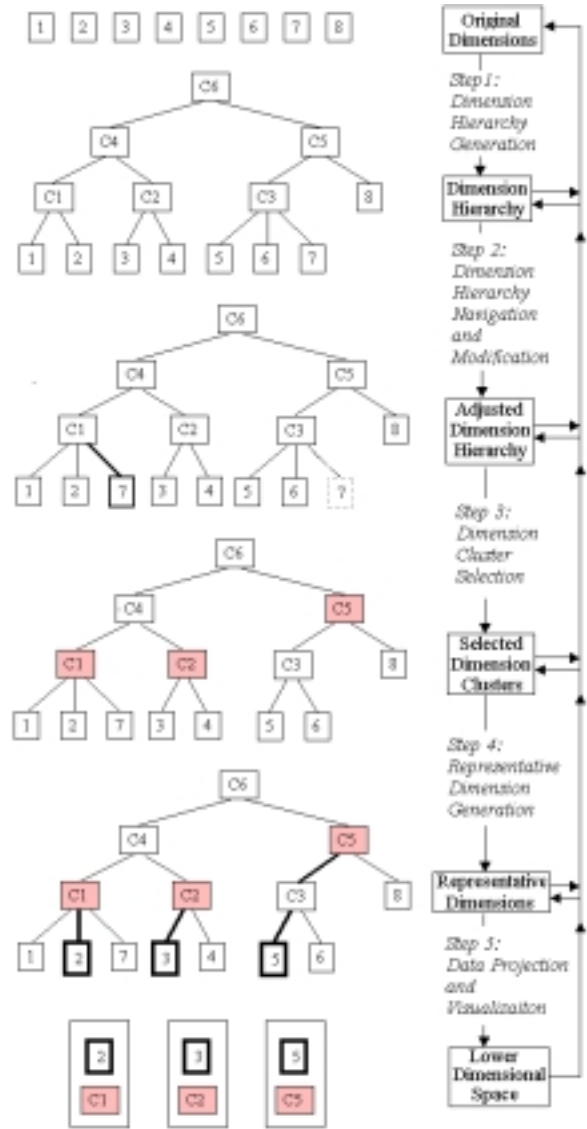 1 2 3 4 5 6 7 8
Original
Dimensions
Step 1:
Dimension
Hierarchy
Generation
C6
C4 C5
C1 C2 C3 8
1 2 3 4 5 6 7
Dimension
Hierarchy
Step 2:
Dimension
Hierarchy
Navigation
and
Modification
C6
C4 C5
C1 C2 C3 8
1 2 7 3 4 5 6 7
Adjusted
Dimension
Hierarchy
Step 3:
Dimension
Cluster
Selection
C6
C4 C5
C1 C2 C3 8
1 2 7 3 4 5 6
Selected
Dimension
Clusters
Step 4:
Representative
Dimension
Generation
C6
C4 C5
C1 C2 C3 8
1 2 7 3 4 5 6
Representative
Dimensions
Step 5:
Data Projection
and
Visualizaiton
2 3 5
C1 C2 C5
Lower
Dimensional
Space